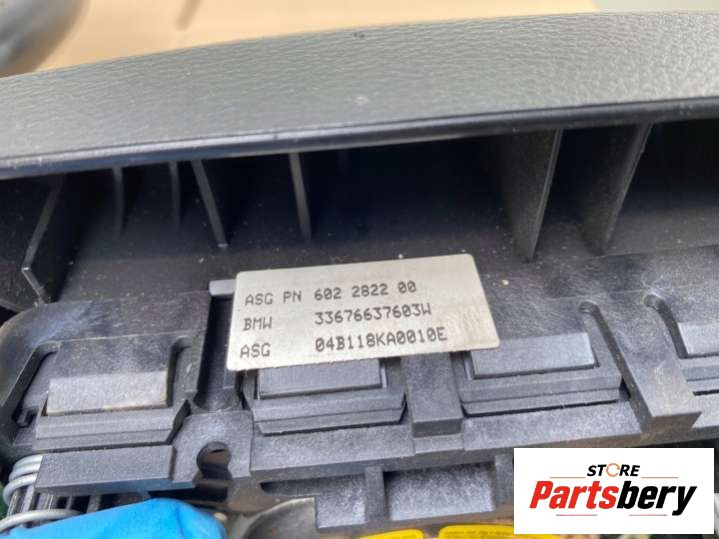 ASG PN 602 2822 00
BMW 33676637603W
ASG 04B118KA0010E
STORE
Partsbery